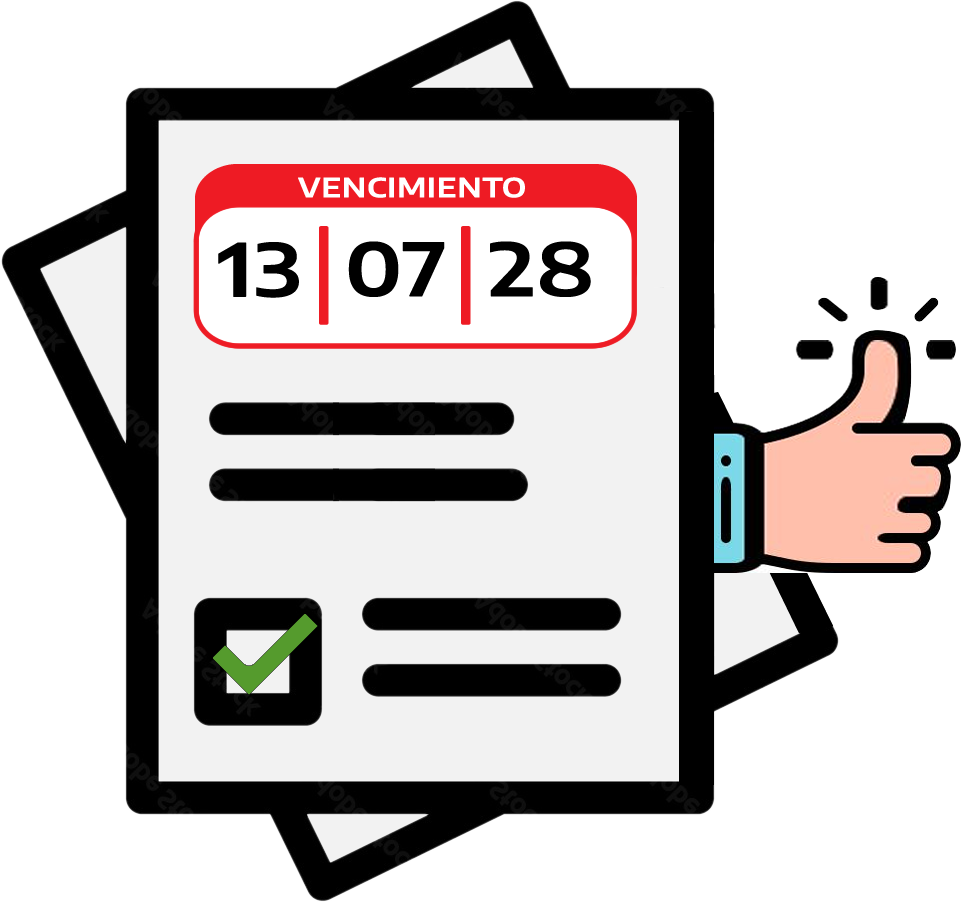 VENCIMIENTO
13 | 07 | 28